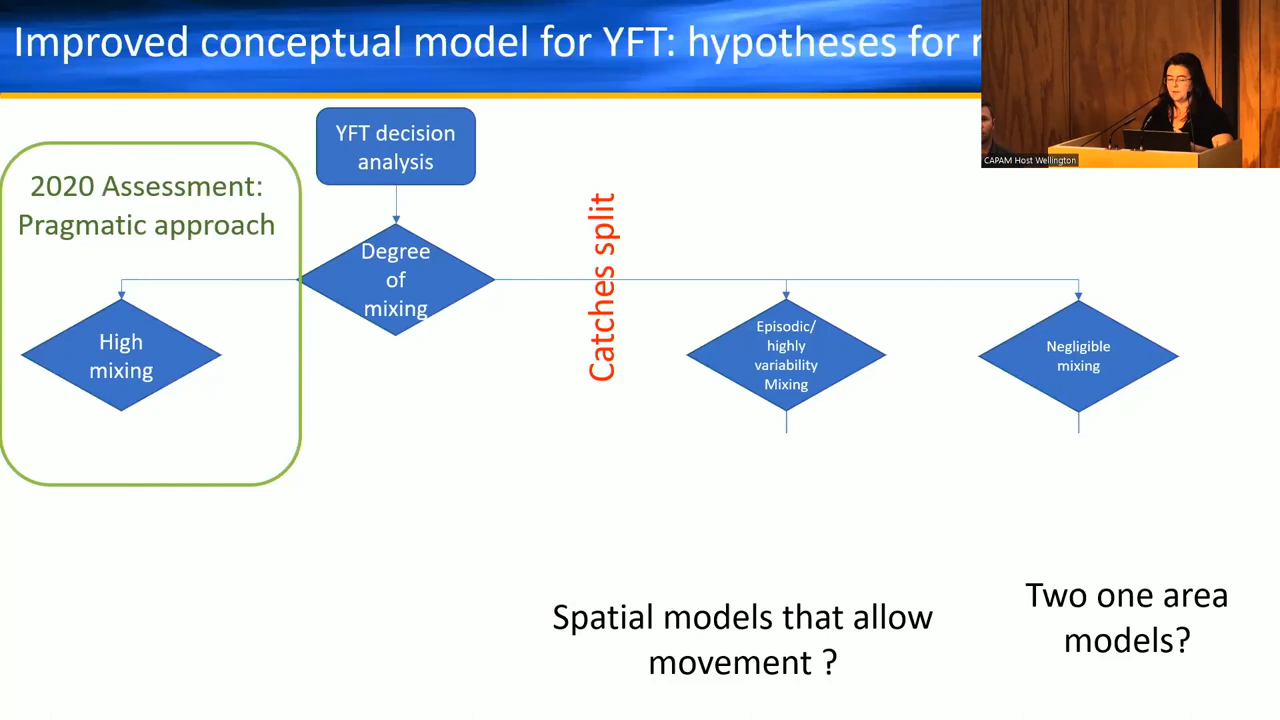 Improved conceptual model for YFT: hypotheses for
YFT decision
analysis
2020 Assessment:
Pragmatic approach
Degree
of
mixing
Catches split
High
mixing
Episodic/
highly
variability
Mixing
Negligible
mixing
Spatial models that allow
movement ?
Two one area
models?
CAPAM Host Wellington